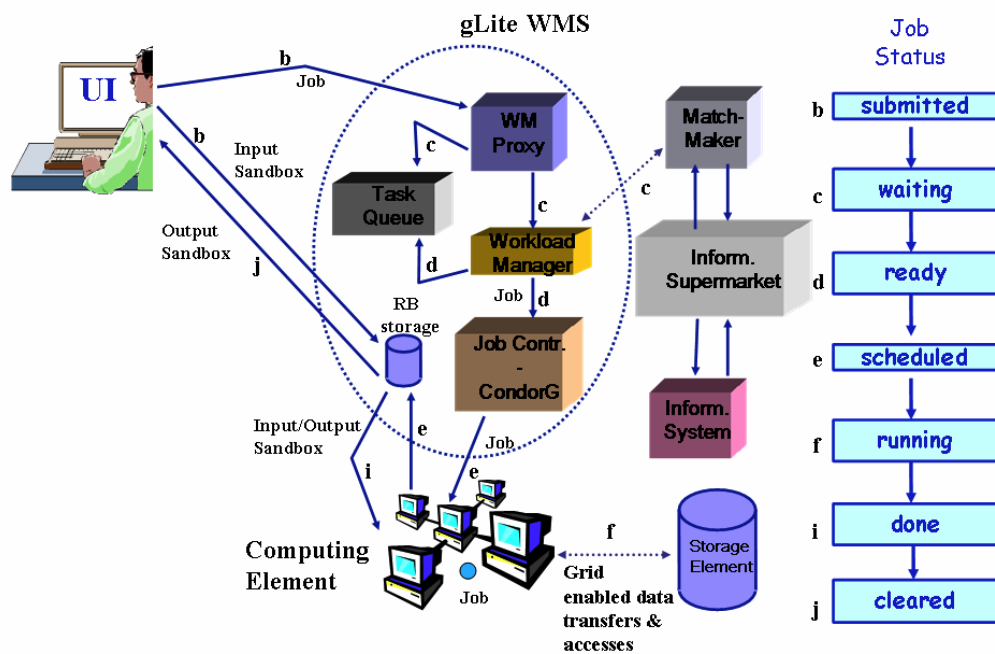 gLite WMS
Job
Status
UI
b
Job
b
Input
Sandbox
Output
Sandbox
j
WM
Proxy
c
Task
Queue
c
Match-
Maker
c
Workload
Manager
d
Job
d
Inform.
Supermarket
RB
storage
Job Contr.
-
CondorG
Inform.
System
Input/Output
Sandbox
i
e
Job
e
Computing
Element
Job
f
Grid
enabled data
transfers &
accesses
Storage
Element
b
submitted
c
waiting
d
ready
e
scheduled
f
running
i
done
j
cleared